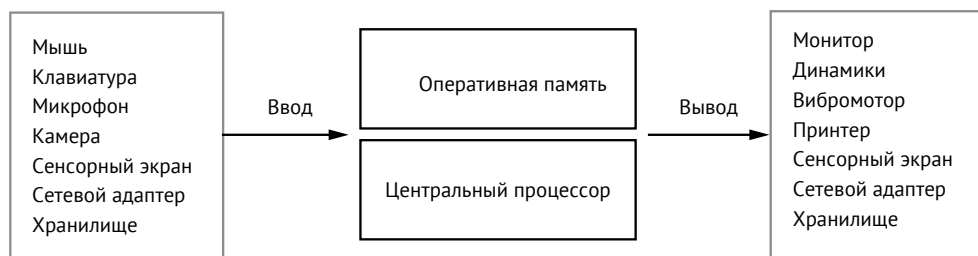 Мышь
Клавиатура
Микрофон
Камера
Сенсорный экран
Сетевой адаптер
Хранилище
Ввод
Оперативная память
Центральный процессор
Вывод
Монитор
Динамики
Вибромотор
Принтер
Сенсорный экран
Сетевой адаптер
Хранилище